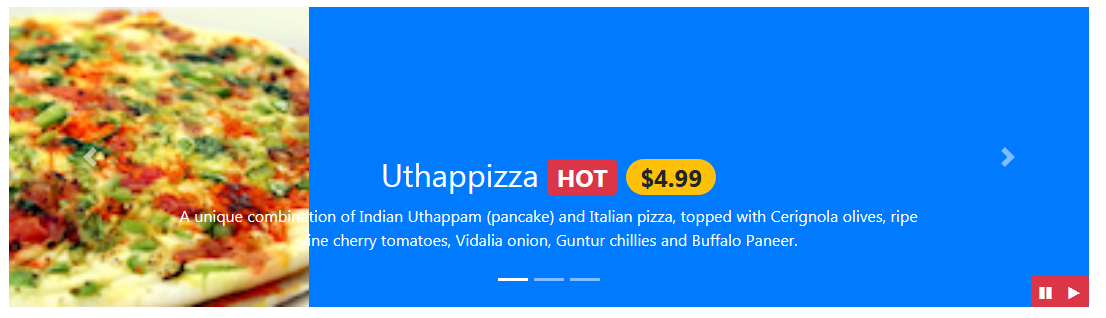 Uthappizza HOT $4.99
A unique combination of Indian Uthappam (pancake) and Italian pizza, topped with Cerignola olives, ripe
vine cherry tomatoes, Vidalia onion, Guntur chillies and Buffalo Paneer.